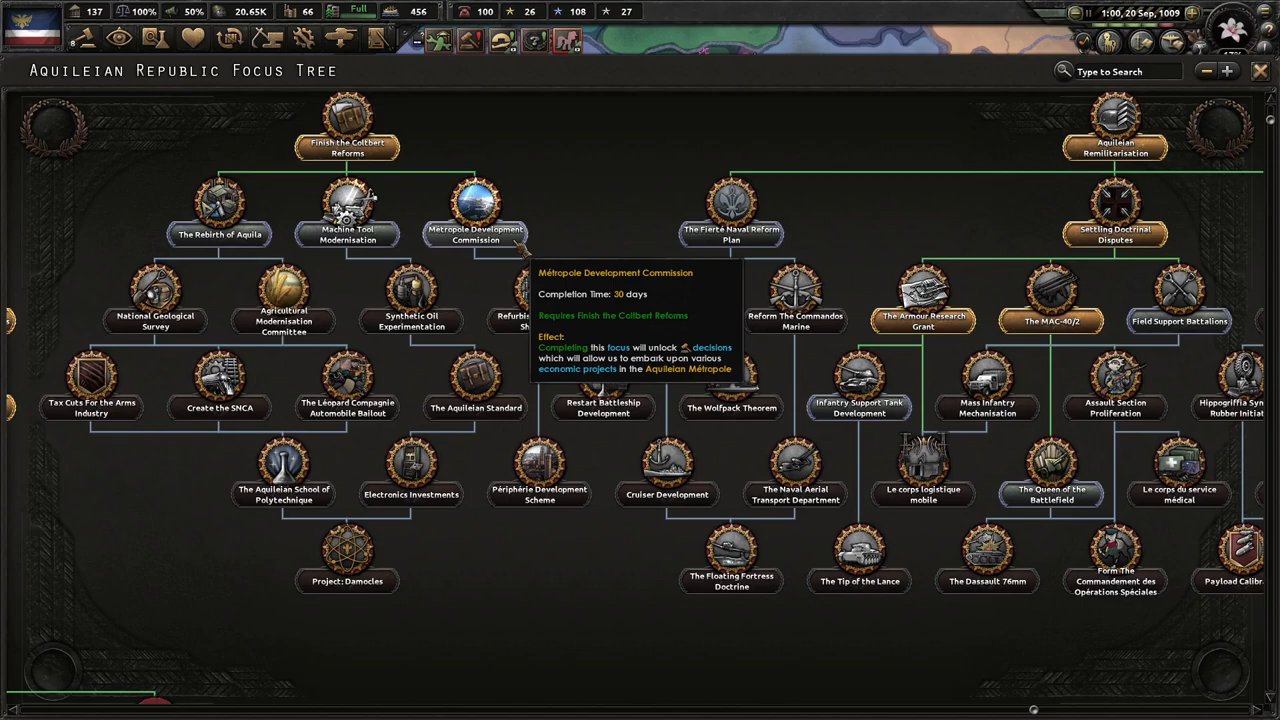 137 100% 50% 20.65K 66 Full 456 100 26 108 27 1:00, 20 Sep, 1009
8
Aquileian Republic Focus Tree
Type to Search
Finish the Coltbert
Reforms
Aquileian
Remilitarisation
The Rebirth of Aquila
Machine Tool
Modernisation
Métropole Development
Commission
The Fierté Naval Reform
Plan
Settling Doctrinal
Disputes
Métropole Development Commission
Completion Time: 30 days
Requires Finish the Coltbert Reforms
Effect:
Completing this focus will unlock decisions
which will allow us to embark upon various
economic projects in the Aquileian Métropole
National Geological
Survey
Agricultural
Modernisation
Committee
Synthetic Oil
Experimentation
Reform The Commandos
Marine
The Armour Research
Grant
The MAC-40/2
Field Support Battalions
Tax Cuts For the Arms
Industry
Create the SNCA
The Léopard Compagnie
Automobile Bailout
The Aquileian Standard
Restart Battleship
Development
The Wolfpack Theorem
Infantry Support Tank
Development
Mass Infantry
Mechanisation
Assault Section
Proliferation
Hippogriffia Syn
Rubber Initiat
The Aquileian School of
Polytechnique
Electronics Investments
Périphérie Development
Scheme
Cruiser Development
The Naval Aerial
Transport Department
Le corps logistique
mobile
The Queen of the
Battlefield
Le corps du service
médical
Project: Damocles
The Floating Fortress
Doctrine
The Tip of the Lance
The Dassault 76mm
Form The
Commandement des
Opérations Spéciales
Payload Calibr